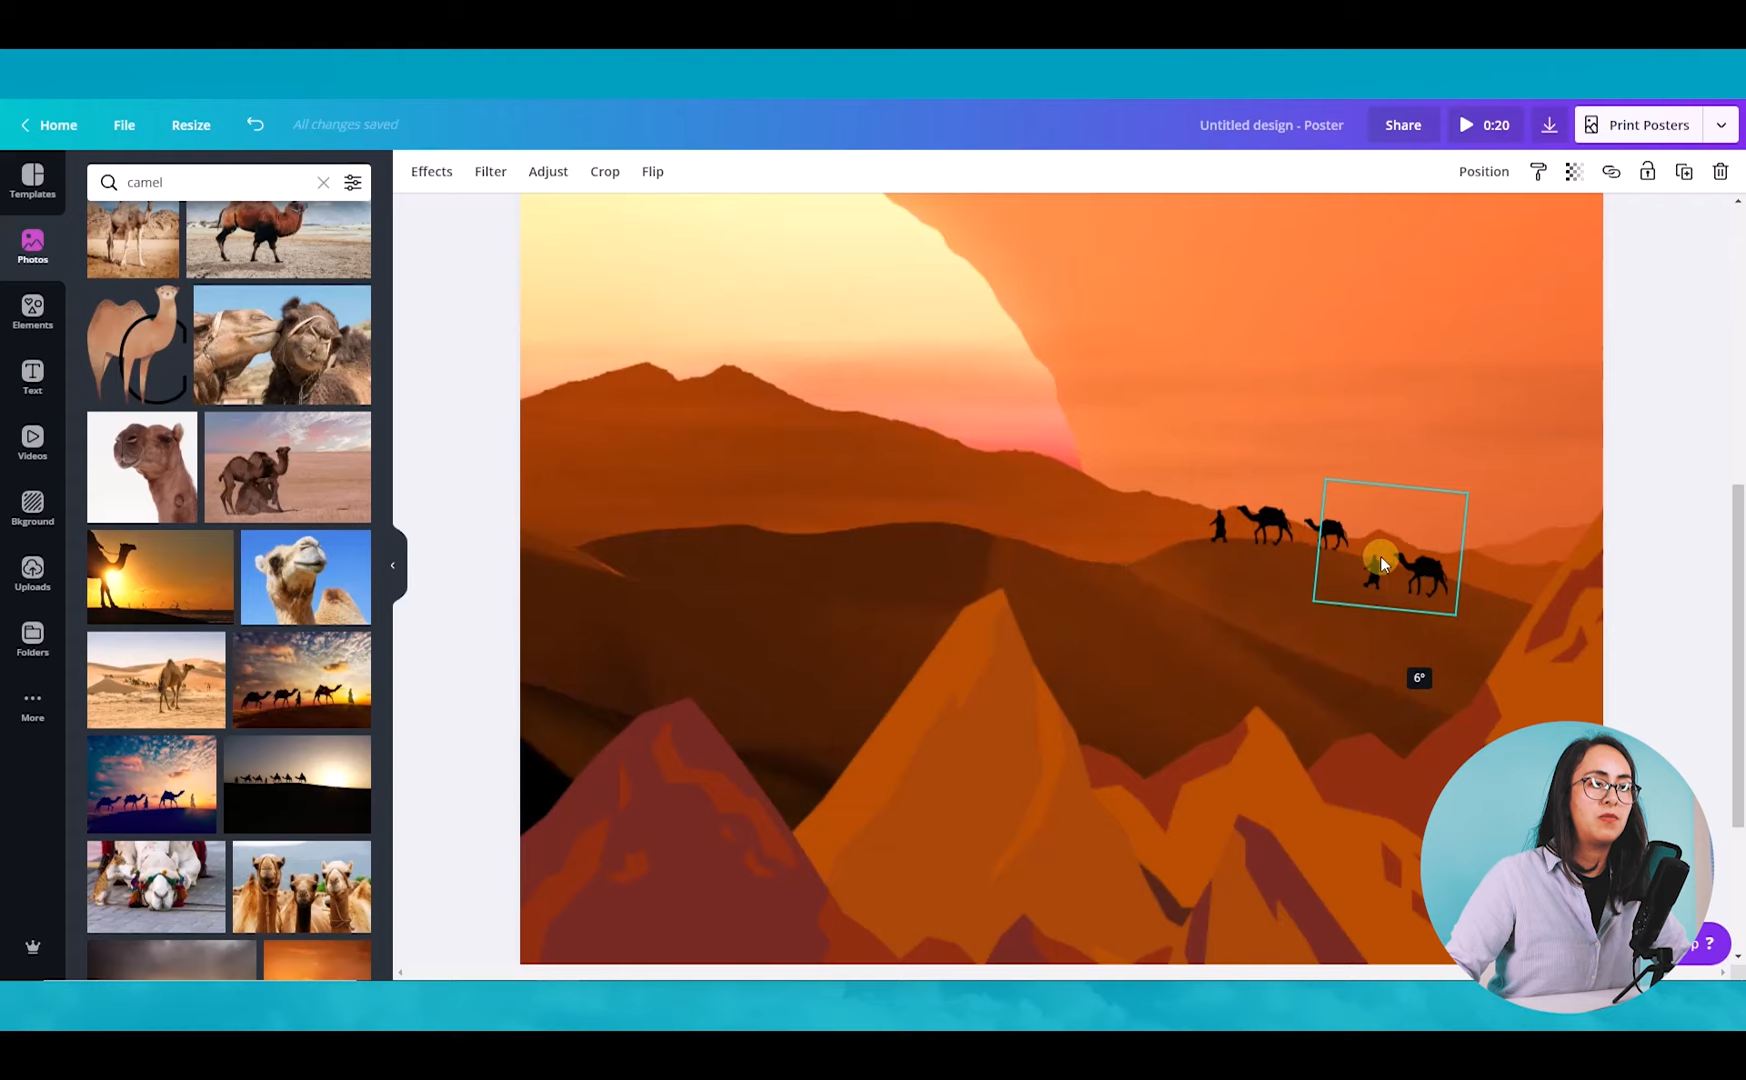 Home
File
Resize
All changes saved
Untitled design - Poster
Share
0:20
Print Posters
Templates
Photos
Elements
Text
Videos
Bkground
Uploads
Folders
More
camel
Effects
Filter
Adjust
Crop
Flip
Position
6°
p ?